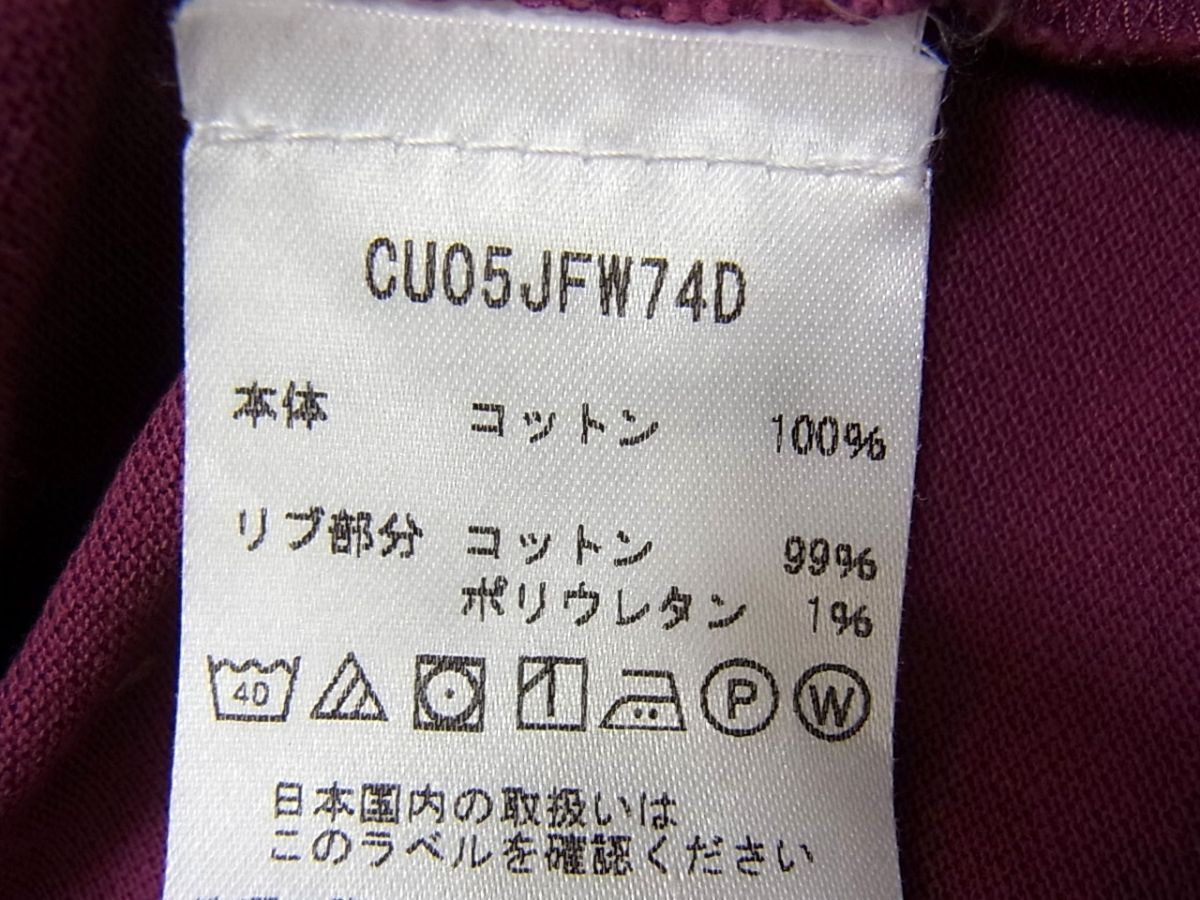 CU05JFW74D
本体 コットン 100%
リブ部分 コットン 99%
ポリウレタン 1%
40 P W
日本国内の取扱いは
このラベルを確認ください